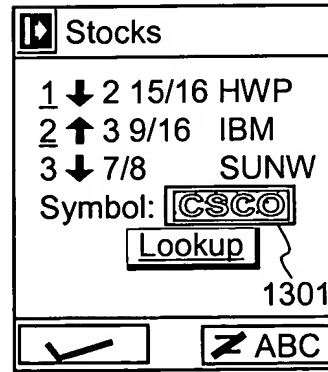 Stocks
1 ↓ 2 15/16 HWP
2 ↑ 3 9/16 IBM
3 ↓ 7/8 SUNW
Symbol: CSCO
Lookup
1301
ABC